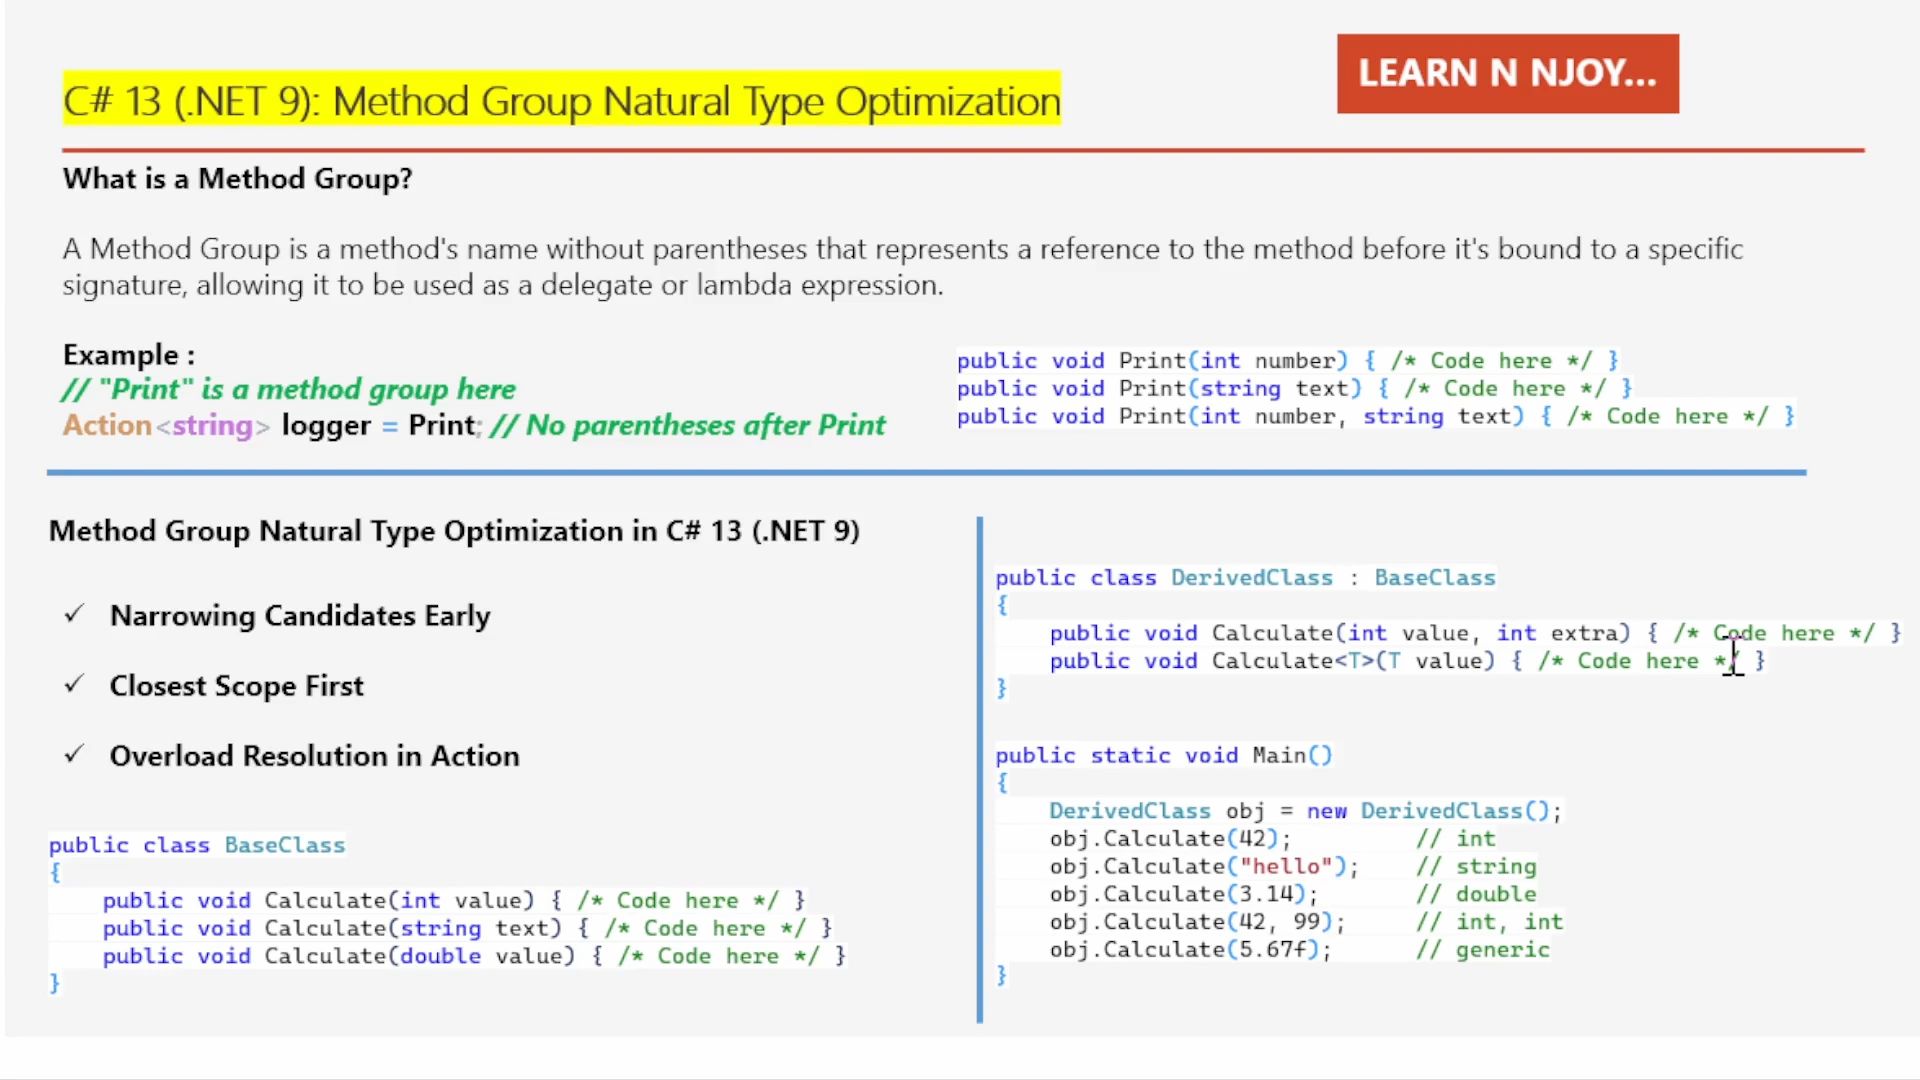 C# 13 (.NET 9): Method Group Natural Type Optimization
LEARN N NJOY...
What is a Method Group?
A Method Group is a method's name without parentheses that represents a reference to the method before it's bound to a specific
signature, allowing it to be used as a delegate or lambda expression.
Example :
// "Print" is a method group here
Action<string> logger = Print; // No parentheses after Print
public void Print(int number) { /* Code here */ }
public void Print(string text) { /* Code here */ }
public void Print(int number, string text) { /* Code here */ }
Method Group Natural Type Optimization in C# 13 (.NET 9)
✓ Narrowing Candidates Early
✓ Closest Scope First
✓ Overload Resolution in Action
public class BaseClass
{
    public void Calculate(int value) { /* Code here */ }
    public void Calculate(string text) { /* Code here */ }
    public void Calculate(double value) { /* Code here */ }
}
public class DerivedClass : BaseClass
{
    public void Calculate(int value, int extra) { /* Code here */ }
    public void Calculate<T>(T value) { /* Code here */ }
}
public static void Main()
{
    DerivedClass obj = new DerivedClass();
    obj.Calculate(42);         // int
    obj.Calculate("hello");    // string
    obj.Calculate(3.14);       // double
    obj.Calculate(42, 99);     // int, int
    obj.Calculate(5.67f);      // generic
}